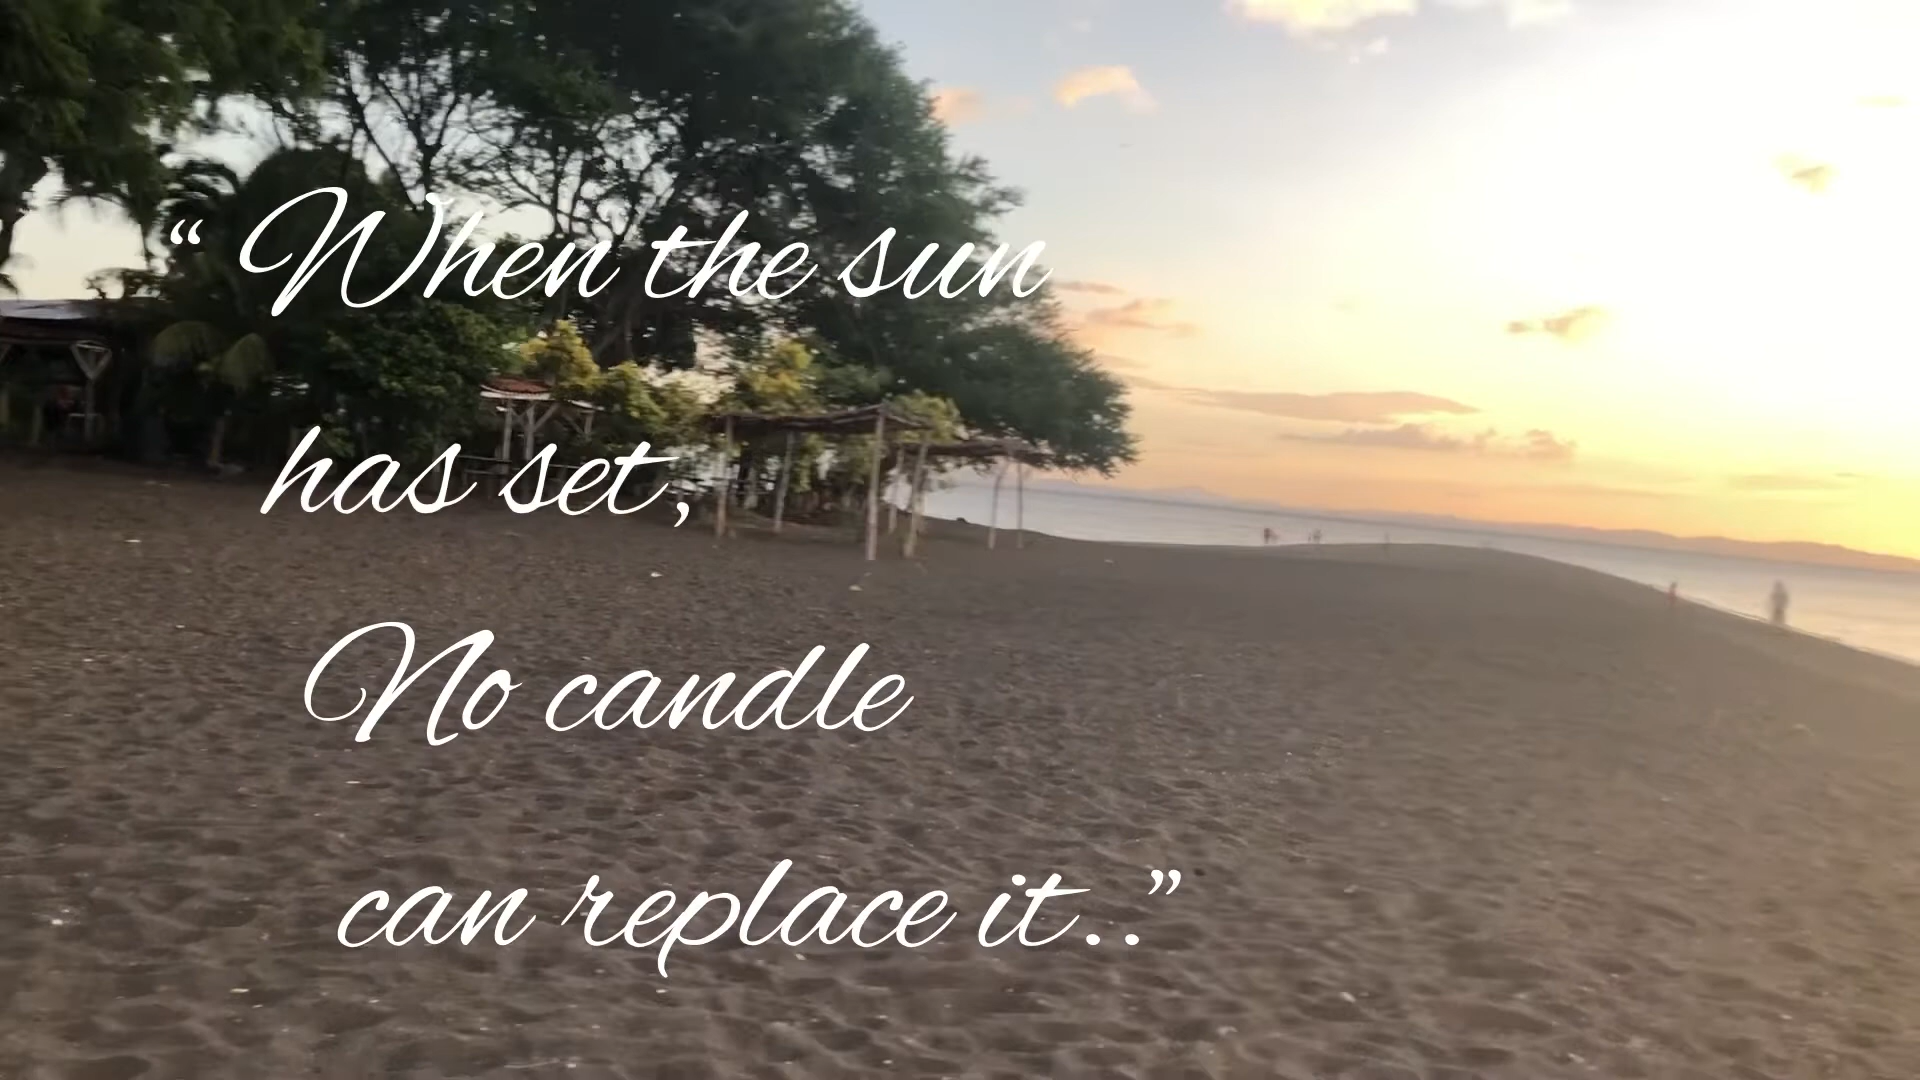 “ When the sun
has set,
No candle
can replace it..”